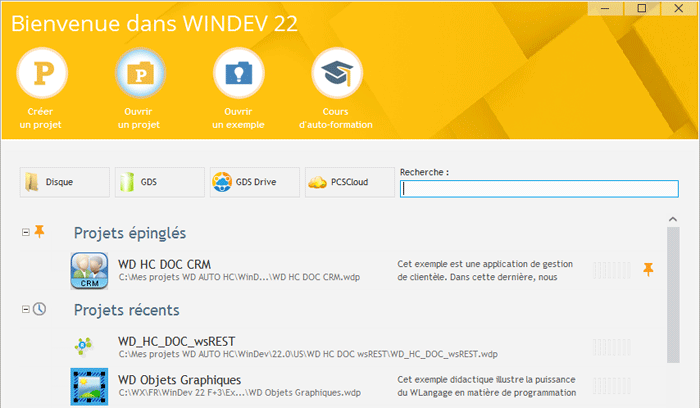 Bienvenue dans WINDEV 22
P
P
Créer
un projet
Ouvrir
un projet
Ouvrir
un exemple
Cours
d'auto-formation
Disque
GDS
GDS Drive
PCSCloud
Recherche :
Projets épinglés
WD HC DOC CRM
C:\Mes projets WD AUTO HC\WinD...\WD HC DOC CRM.wdp
CRM
Cet exemple est une application de gestion
de clientèle. Dans cette dernière, nous
Projets récents
WD_HC_DOC_wsREST
C:\Mes projets WD AUTO HC\WinDev\22.0\US\WD HC DOC wsREST\WD_HC_DOC_wsREST.wdp
WD Objets Graphiques
C:\WX\FR\WinDev 22 F+3\Ex...\WD Objets Graphiques.wdp
Cet exemple didactique illustre la puissance
du WLangage en matière de programmation